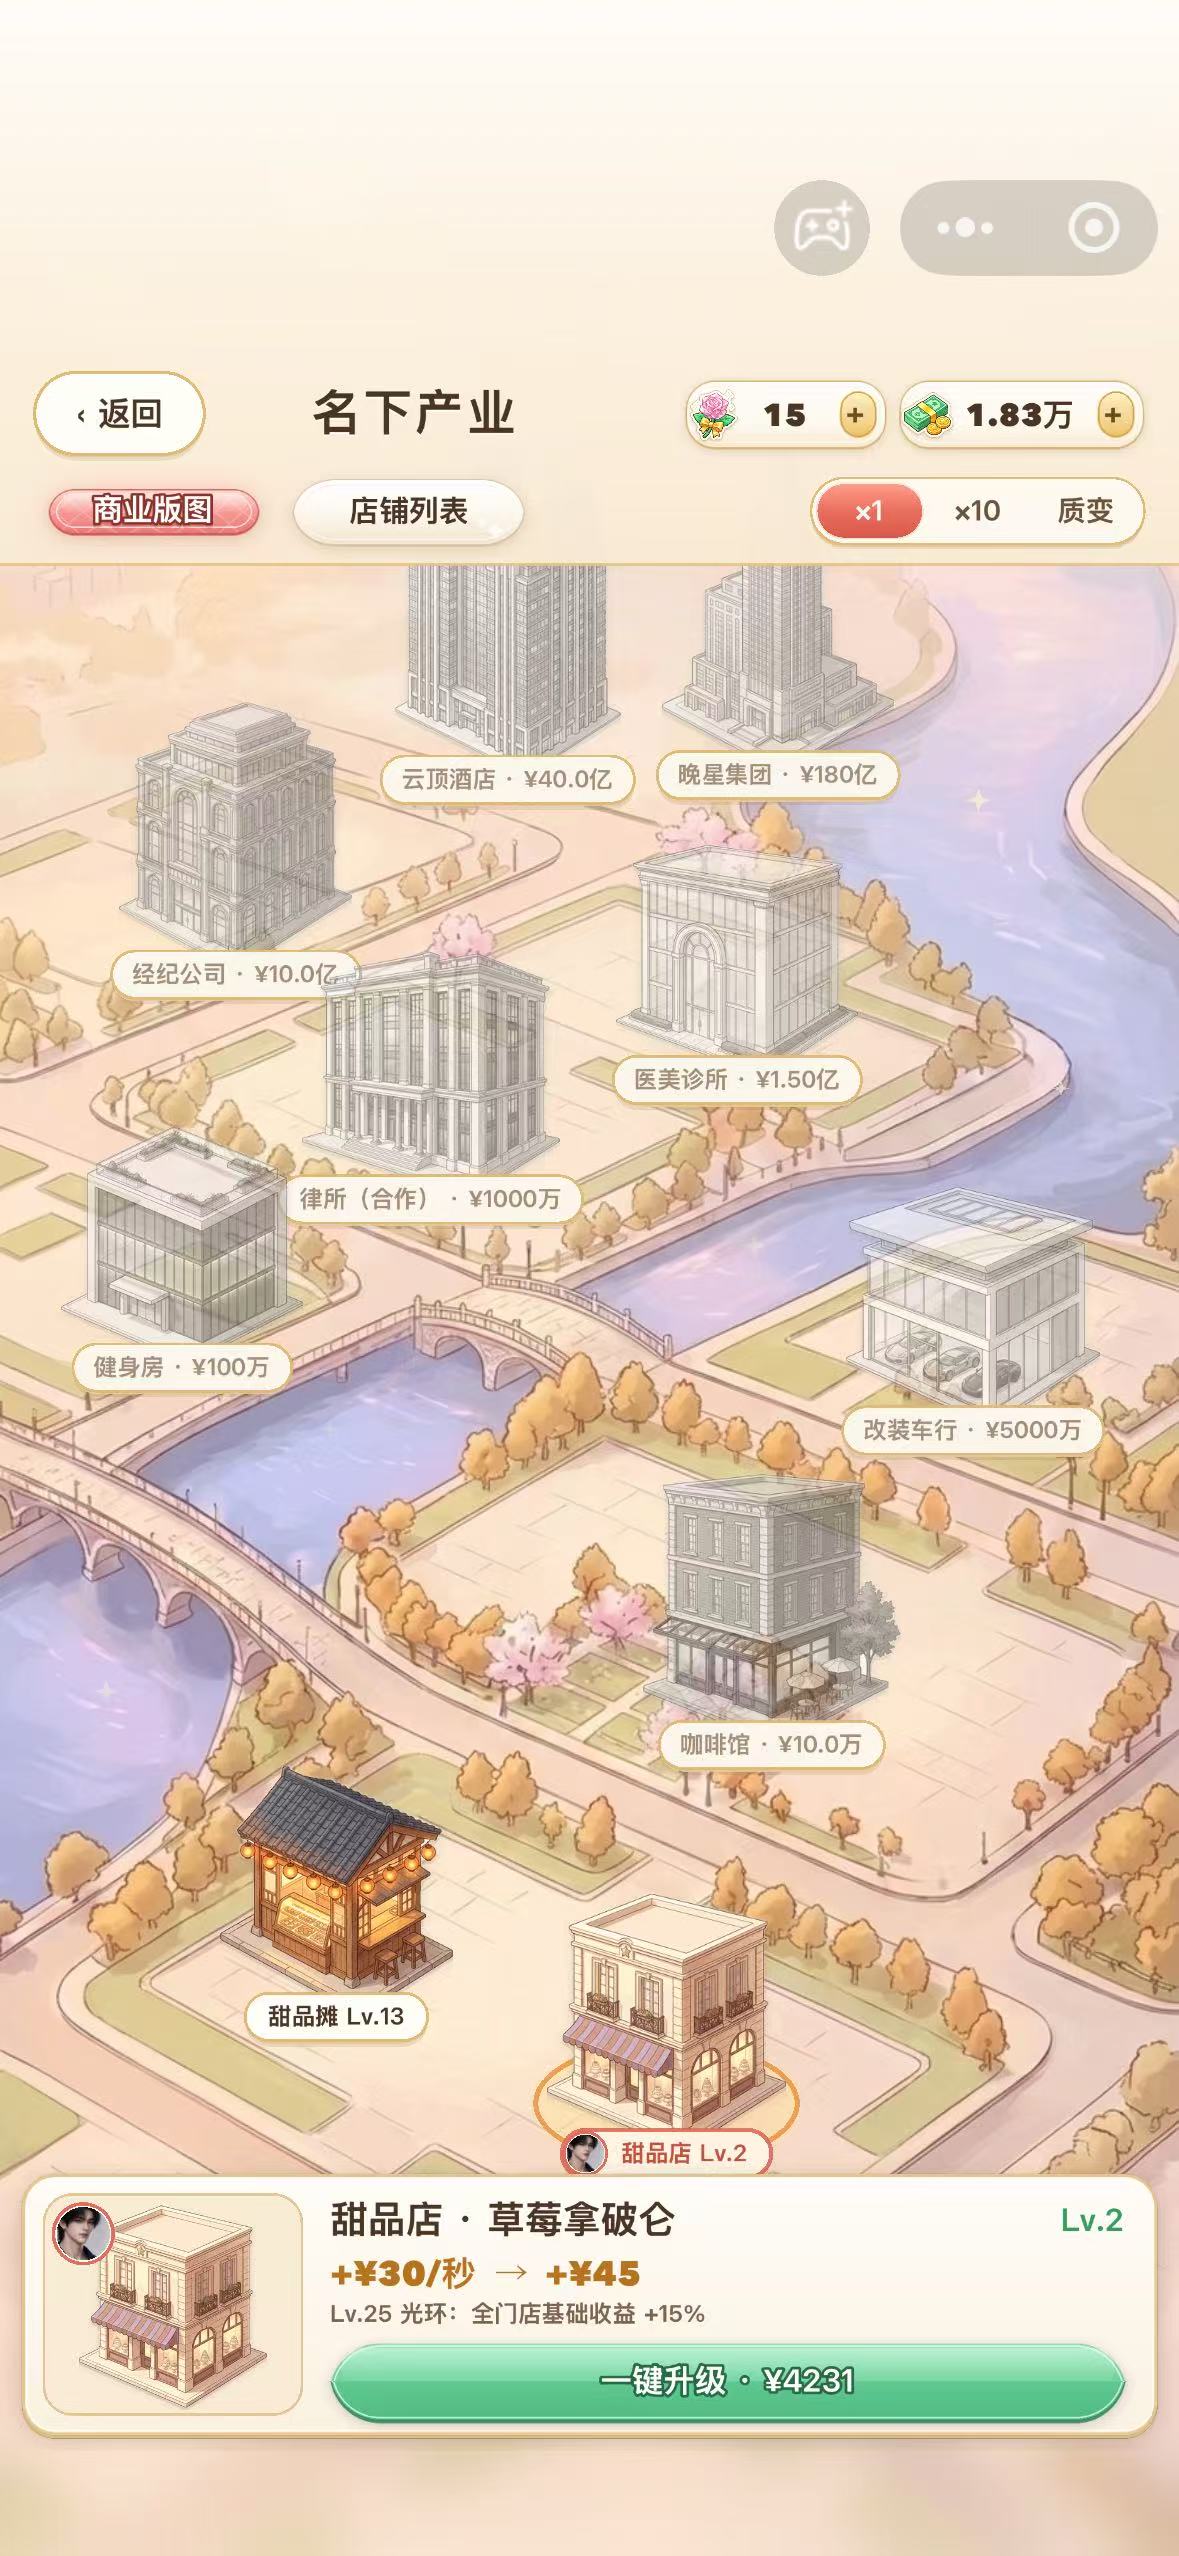 ‹ 返回
名下产业
15 +
1.83万 +
商业版图
店铺列表
×1
×10
质变
云顶酒店 · ¥40.0亿
晚星集团 · ¥180亿
经纪公司 · ¥10.0亿
医美诊所 · ¥1.50亿
律所（合作） · ¥1000万
健身房 · ¥100万
改装车行 · ¥5000万
咖啡馆 · ¥10.0万
甜品摊 Lv.13
甜品店 Lv.2
甜品店 · 草莓拿破仑
Lv.2
+¥30/秒 → +¥45
Lv.25 光环：全门店基础收益 +15%
一键升级 · ¥4231